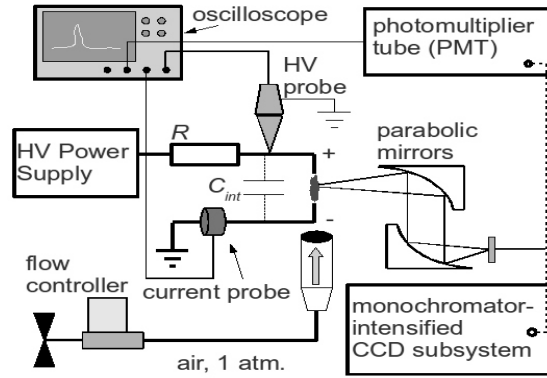 oscilloscope
photomultiplier
tube (PMT)
HV
probe
HV Power
Supply
R
+
C_int
-
parabolic
mirrors
flow
controller
current probe
air, 1 atm.
monochromator-
intensified
CCD subsystem